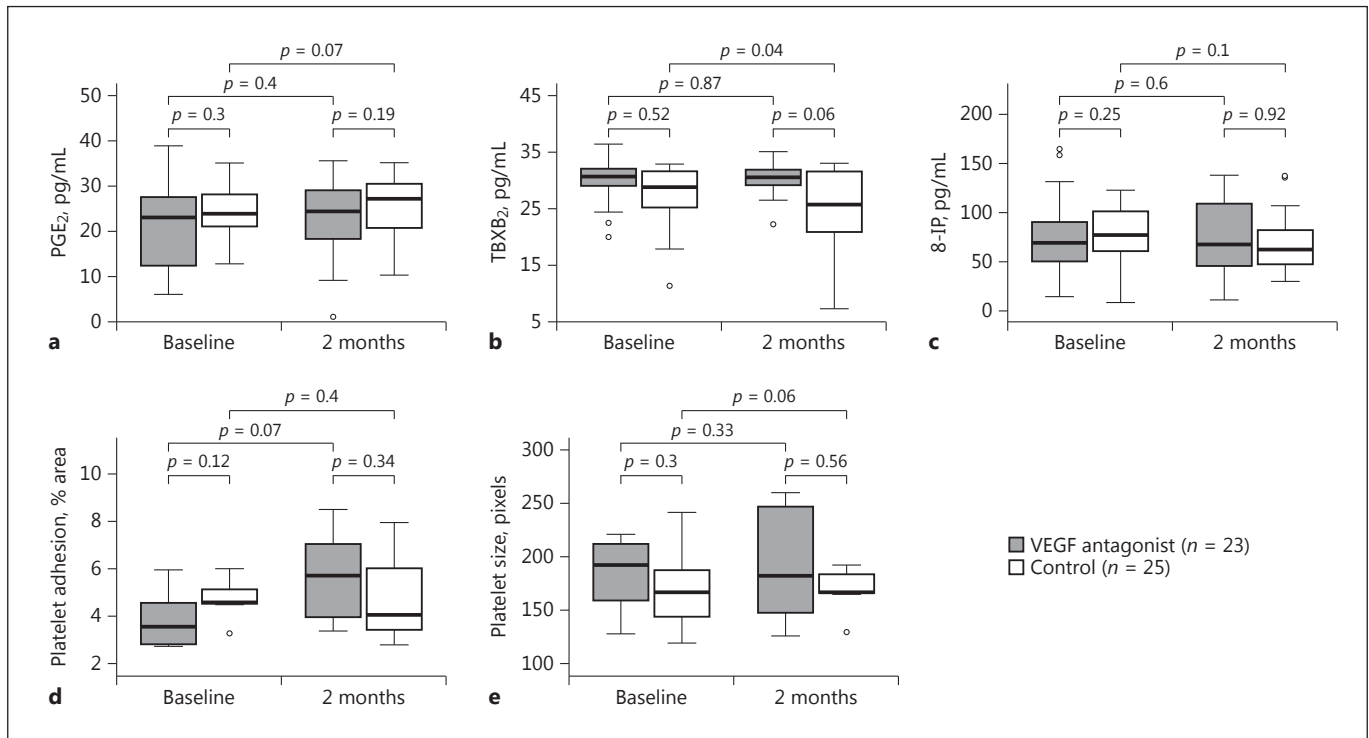 p = 0.07
p = 0.4
p = 0.3
p = 0.19
PGE2, pg/mL
50
40
30
20
10
0
Baseline
2 months
a
p = 0.04
p = 0.87
p = 0.52
p = 0.06
TBXB2, pg/mL
45
35
25
15
5
Baseline
2 months
b
p = 0.1
p = 0.6
p = 0.25
p = 0.92
8-IP, pg/mL
200
150
100
50
0
Baseline
2 months
c
p = 0.4
p = 0.07
p = 0.12
p = 0.34
Platelet adhesion, % area
10
8
6
4
2
Baseline
2 months
d
p = 0.06
p = 0.33
p = 0.3
p = 0.56
Platelet size, pixels
300
250
200
150
100
Baseline
2 months
e
VEGF antagonist (n = 23)
Control (n = 25)